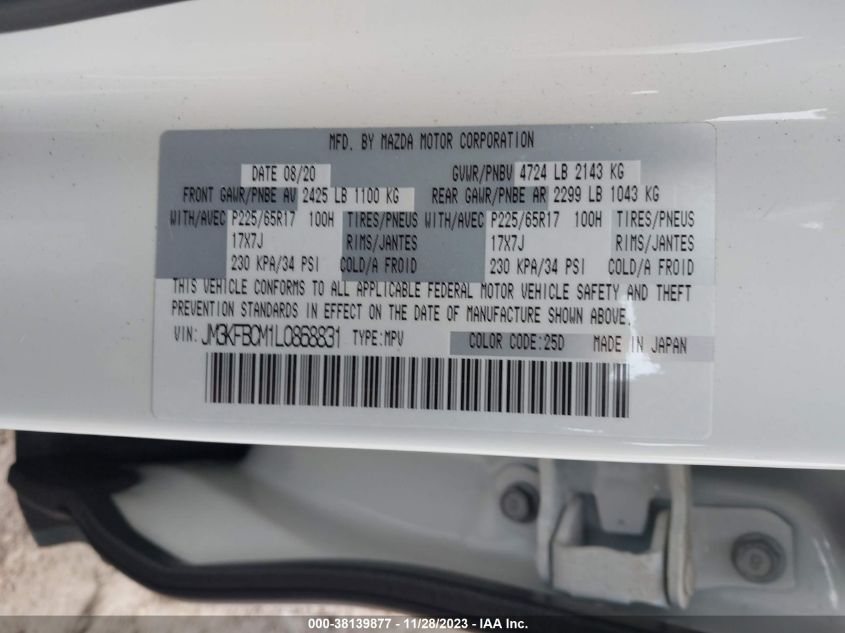 MFD. BY MAZDA MOTOR CORPORATION
DATE 08/20 GVWR/PNBV 4724 LB 2143 KG
FRONT GAWR/PNBE AV 2425 LB 1100 KG REAR GAWR/PNBE AR 2299 LB 1043 KG
WITH/AVEC P225/65R17 100H TIRES/PNEUS WITH/AVEC P225/65R17 100H TIRES/PNEUS
17X7J RIMS/JANTES 17X7J RIMS/JANTES
230 KPA/34 PSI COLD/A FROID 230 KPA/34 PSI COLD/A FROID
THIS VEHICLE CONFORMS TO ALL APPLICABLE FEDERAL MOTOR VEHICLE SAFETY AND THEFT
PREVENTION STANDARDS IN EFFECT ON THE DATE OF MANUFACTURE SHOWN ABOVE.
VIN: JM3KFBCM1L0868831 TYPE:MPV COLOR CODE:25D MADE IN JAPAN
000-38139877 - 11/28/2023 - IAA Inc.